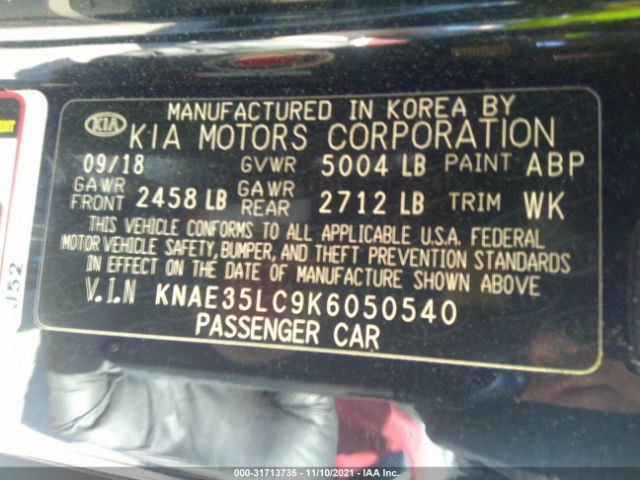 MANUFACTURED IN KOREA BY
KIA KIA MOTORS CORPORATION
09/18 GVWR 5004 LB PAINT ABP
GAWR FRONT 2458 LB GAWR REAR 2712 LB TRIM WK
THIS VEHICLE CONFORMS TO ALL APPLICABLE U.S.A. FEDERAL
MOTOR VEHICLE SAFETY, BUMPER, AND THEFT PREVENTION STANDARDS
IN EFFECT ON THE DATE OF MANUFACTURE SHOWN ABOVE
V.I.N KNAE35LC9K6050540
PASSENGER CAR
J52
000-31713735 - 11/10/2021 - IAA Inc.